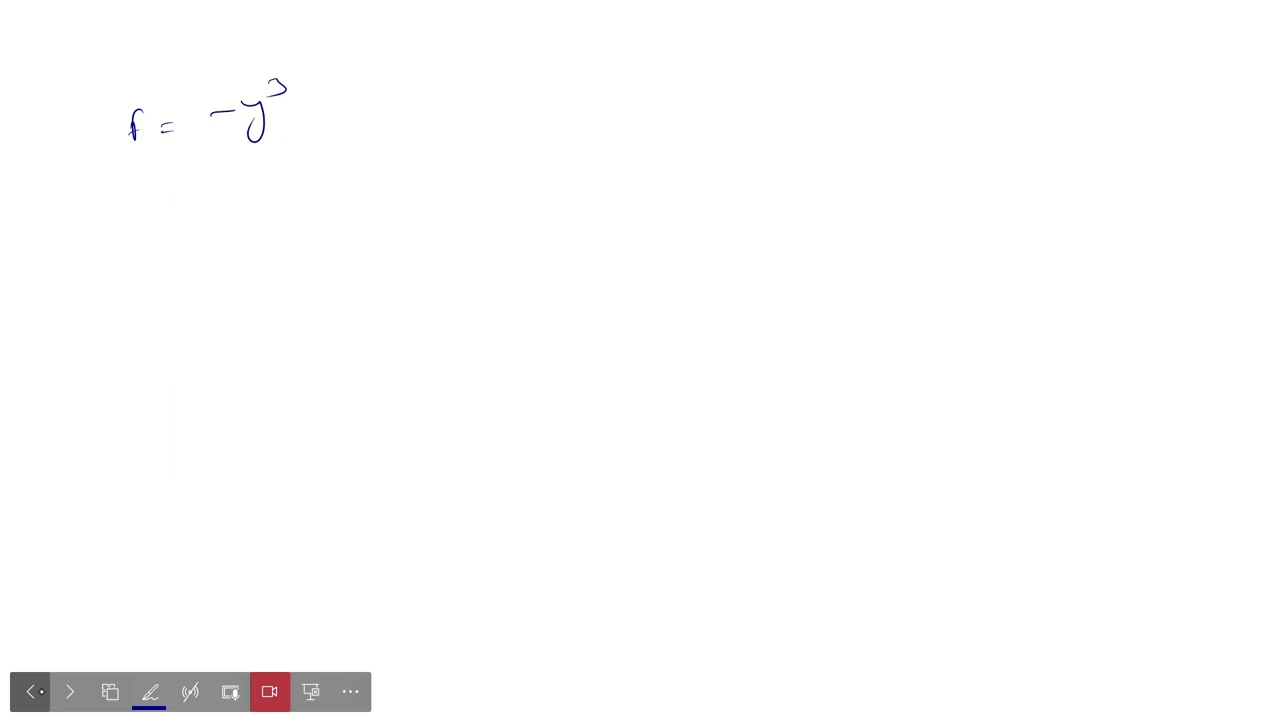 f = -y³